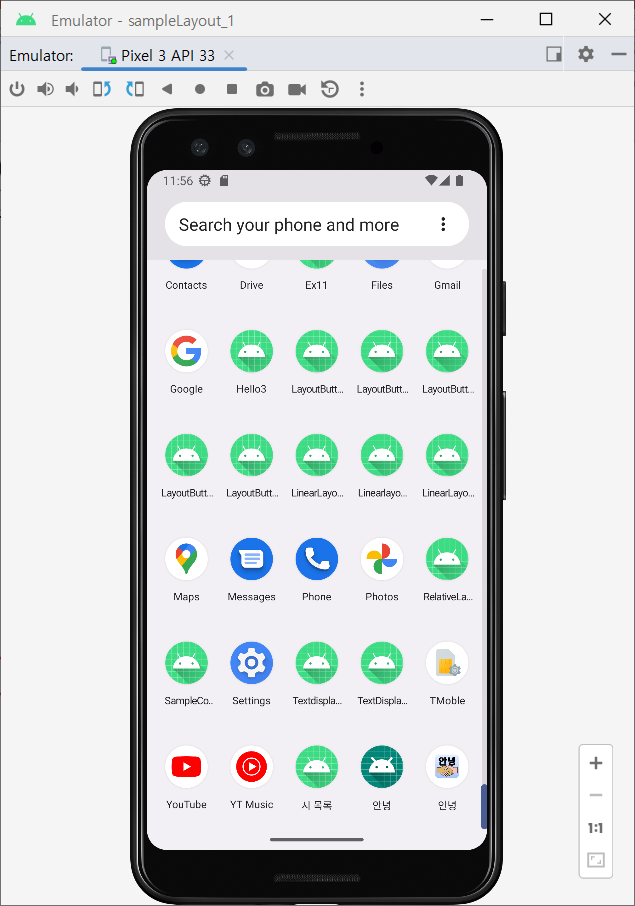 Emulator - sampleLayout_1
Emulator: Pixel 3 API 33
11:56
Search your phone and more
Contacts Drive Ex11 Files Gmail
Google Hello3 LayoutButt... LayoutButt... LayoutButt...
LayoutButt... LayoutButt... LinearLayo... Linearlayo... LinearLayo...
Maps Messages Phone Photos RelativeLa...
SampleCo... Settings Textdispla... TextDispla... TMoble
안녕
YouTube YT Music 시 목록 안녕 안녕
1:1